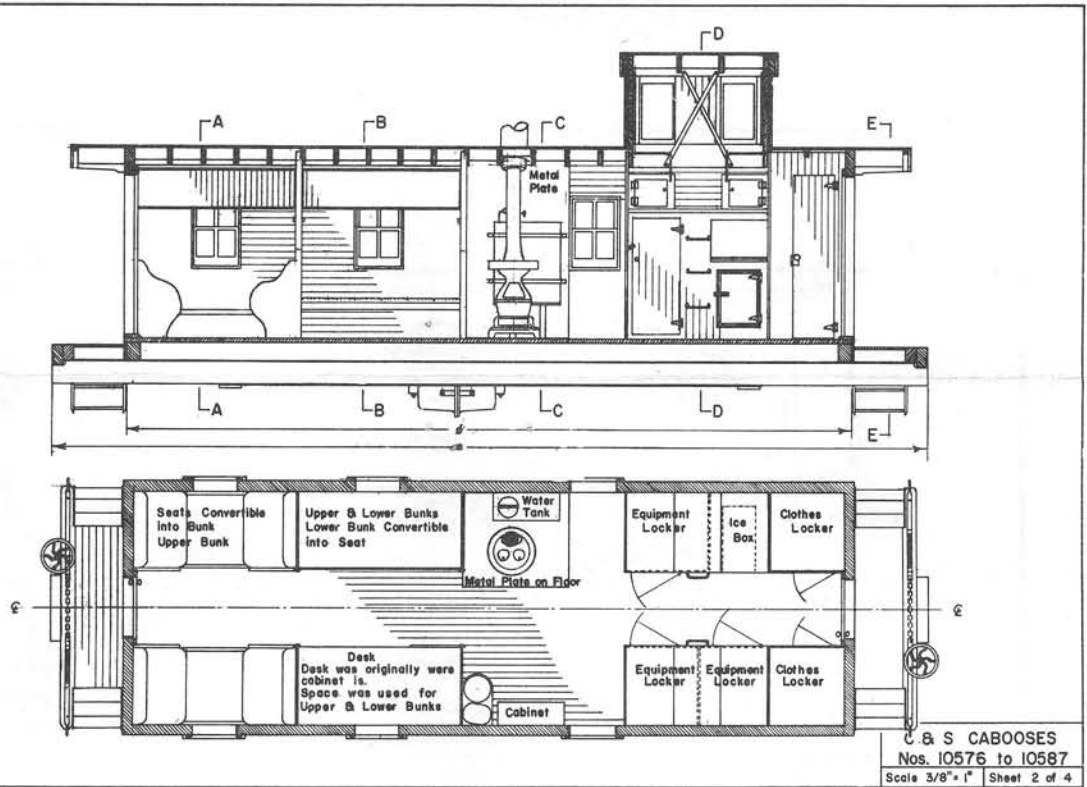 D
A
B
C
E
Metal
Plate
A
B
C
D
E
Seats Convertible
into Bunk
Upper Bunk
Upper & Lower Bunks
Lower Bunk Convertible
into Seat
Water
Tank
Metal Plate on Floor
Equipment
Locker
Ice
Box
Clothes
Locker
℄
℄
Desk
Desk was originally were
cabinet is.
Space was used for
Upper & Lower Bunks
Cabinet
Equipment
Locker
Equipment
Locker
Clothes
Locker
C & S CABOOSES
Nos. 10576 to 10587
Scale 3/8"= 1"
Sheet 2 of 4